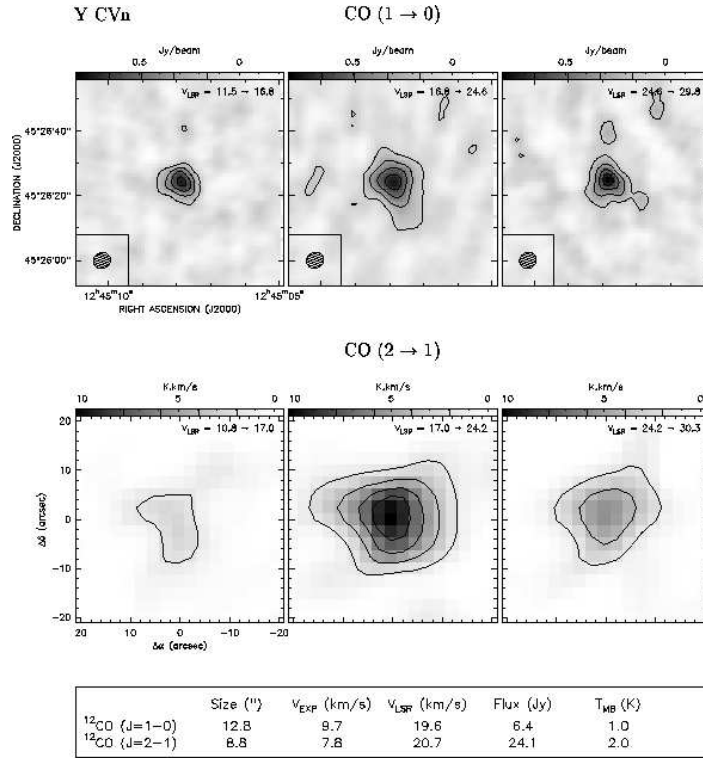 Y CVn CO (1 → 0)
Jy/beam Jy/beam Jy/beam
0.5 0 0.5 0 0.5 0
V_LSR = 11.5 → 16.8 V_LSR = 16.8 → 24.6 V_LSR = 24.6 → 29.8
45°26'40"
45°26'20"
45°26'00"
DECLINATION (J2000)
12ʰ45ᵐ10ˢ 12ʰ45ᵐ05ˢ
RIGHT ASCENSION (J2000)
CO (2 → 1)
K.km/s K.km/s K.km/s
10 5 0 10 5 0 10 5 0
V_LSR = 10.8 → 17.0 V_LSR = 17.0 → 24.2 V_LSR = 24.2 → 30.3
20
10
0
-10
-20
Δδ (arcsec)
20 10 0 -10 -20
Δα (arcsec)
Size (") V_EXP (km/s) V_LSR (km/s) Flux (Jy) T_MB (K)
¹²CO (J=1-0) 12.8 9.7 19.6 6.4 1.0
¹²CO (J=2-1) 8.8 7.8 20.7 24.1 2.0